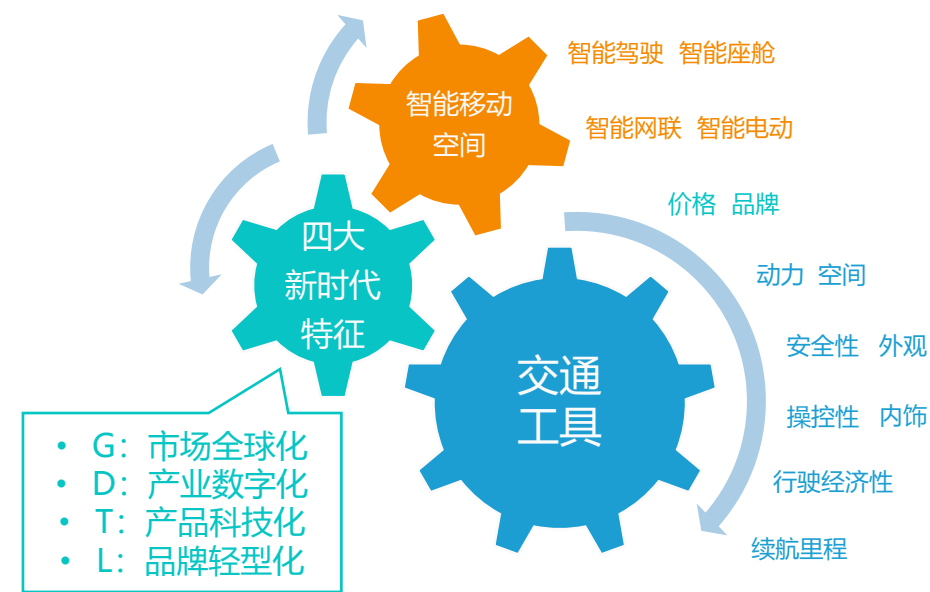 智能移动
空间
智能驾驶 智能座舱
智能网联 智能电动
四大
新时代
特征
G：市场全球化
D：产业数字化
T：产品科技化
L：品牌轻型化
交通
工具
价格 品牌
动力 空间
安全性 外观
操控性 内饰
行驶经济性
续航里程